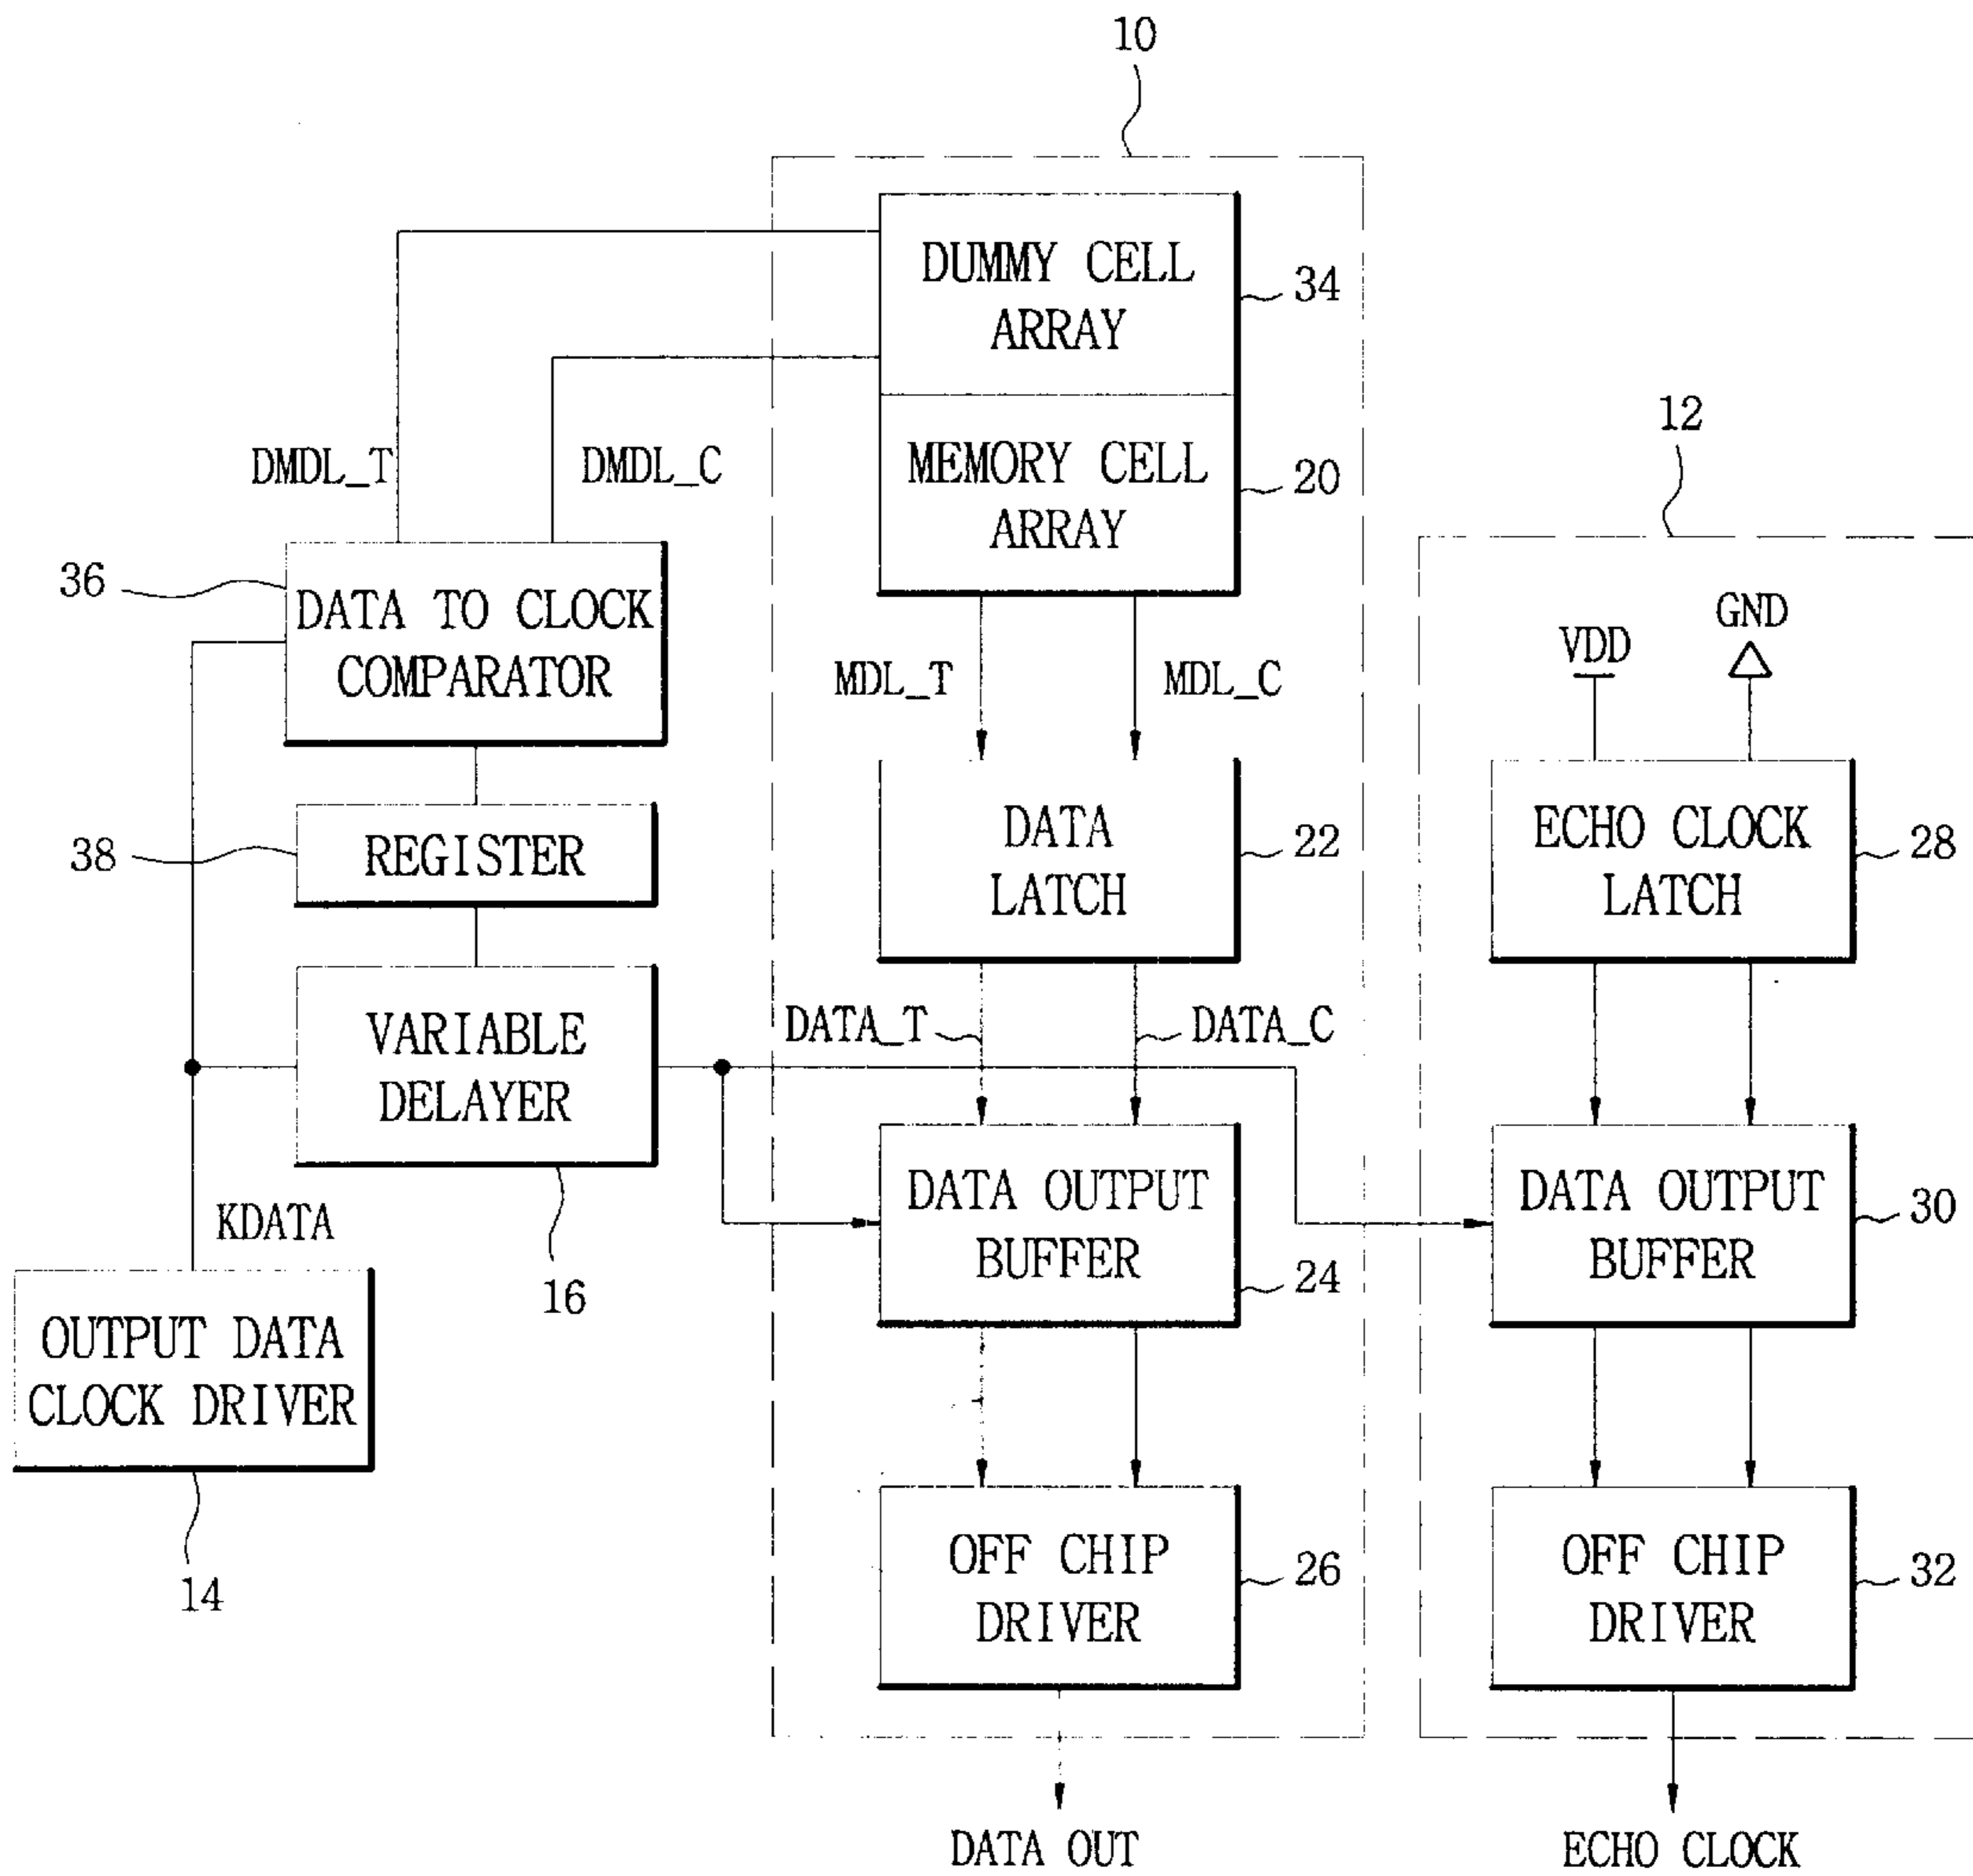 10
DUMMY CELL
ARRAY
34
12
DMDL_T
DMDL_C
MEMORY CELL
ARRAY
20
36
DATA TO CLOCK
COMPARATOR
MDL_T
MDL_C
VDD
GND
38
REGISTER
DATA
LATCH
22
ECHO CLOCK
LATCH
28
VARIABLE
DELAYER
DATA_T
DATA_C
16
KDATA
DATA OUTPUT
BUFFER
24
DATA OUTPUT
BUFFER
30
OUTPUT DATA
CLOCK DRIVER
14
OFF CHIP
DRIVER
26
OFF CHIP
DRIVER
32
DATA OUT
ECHO CLOCK